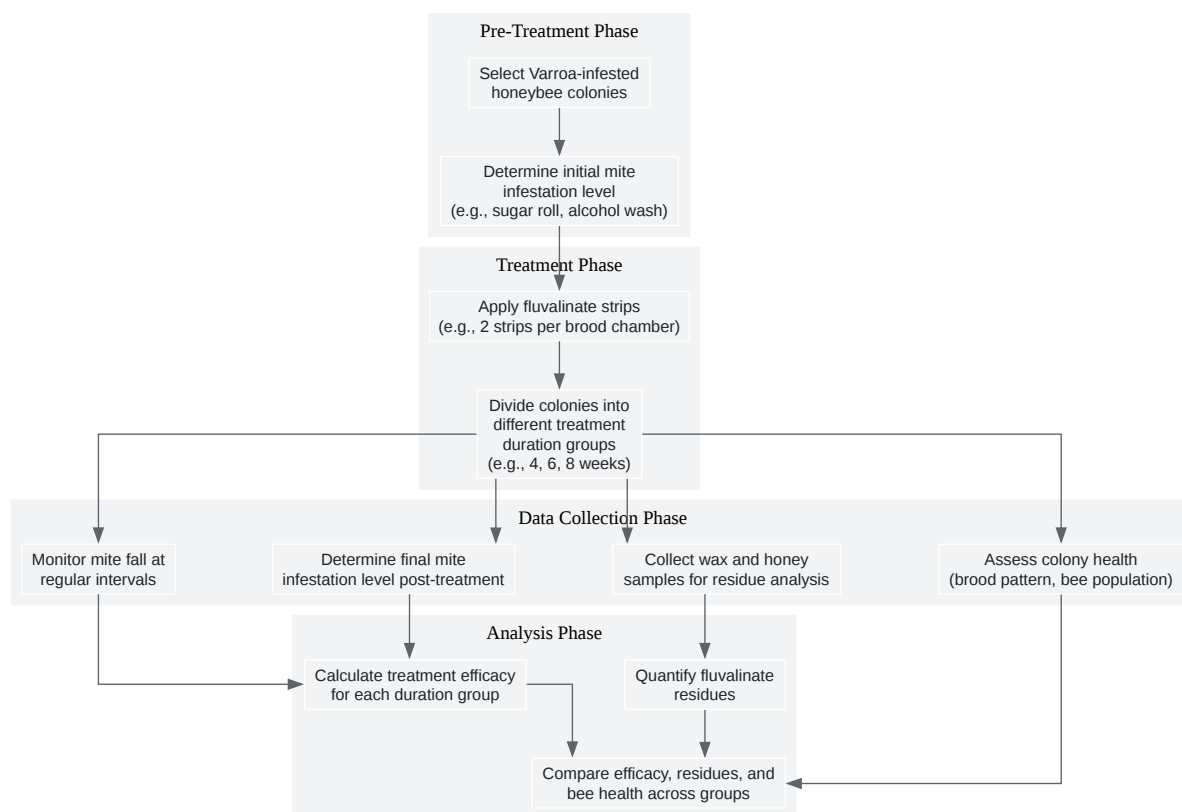 Pre-Treatment Phase
Select Varroa-infested
honeybee colonies
Determine initial mite
infestation level
(e.g., sugar roll, alcohol wash)
Treatment Phase
Apply fluvalinate strips
(e.g., 2 strips per brood chamber)
Divide colonies into
different treatment
duration groups
(e.g., 4, 6, 8 weeks)
Data Collection Phase
Monitor mite fall at
regular intervals
Determine final mite
infestation level post-treatment
Collect wax and honey
samples for residue analysis
Assess colony health
(brood pattern, bee population)
Analysis Phase
Calculate treatment efficacy
for each duration group
Quantify fluvalinate
residues
Compare efficacy, residues, and
bee health across groups